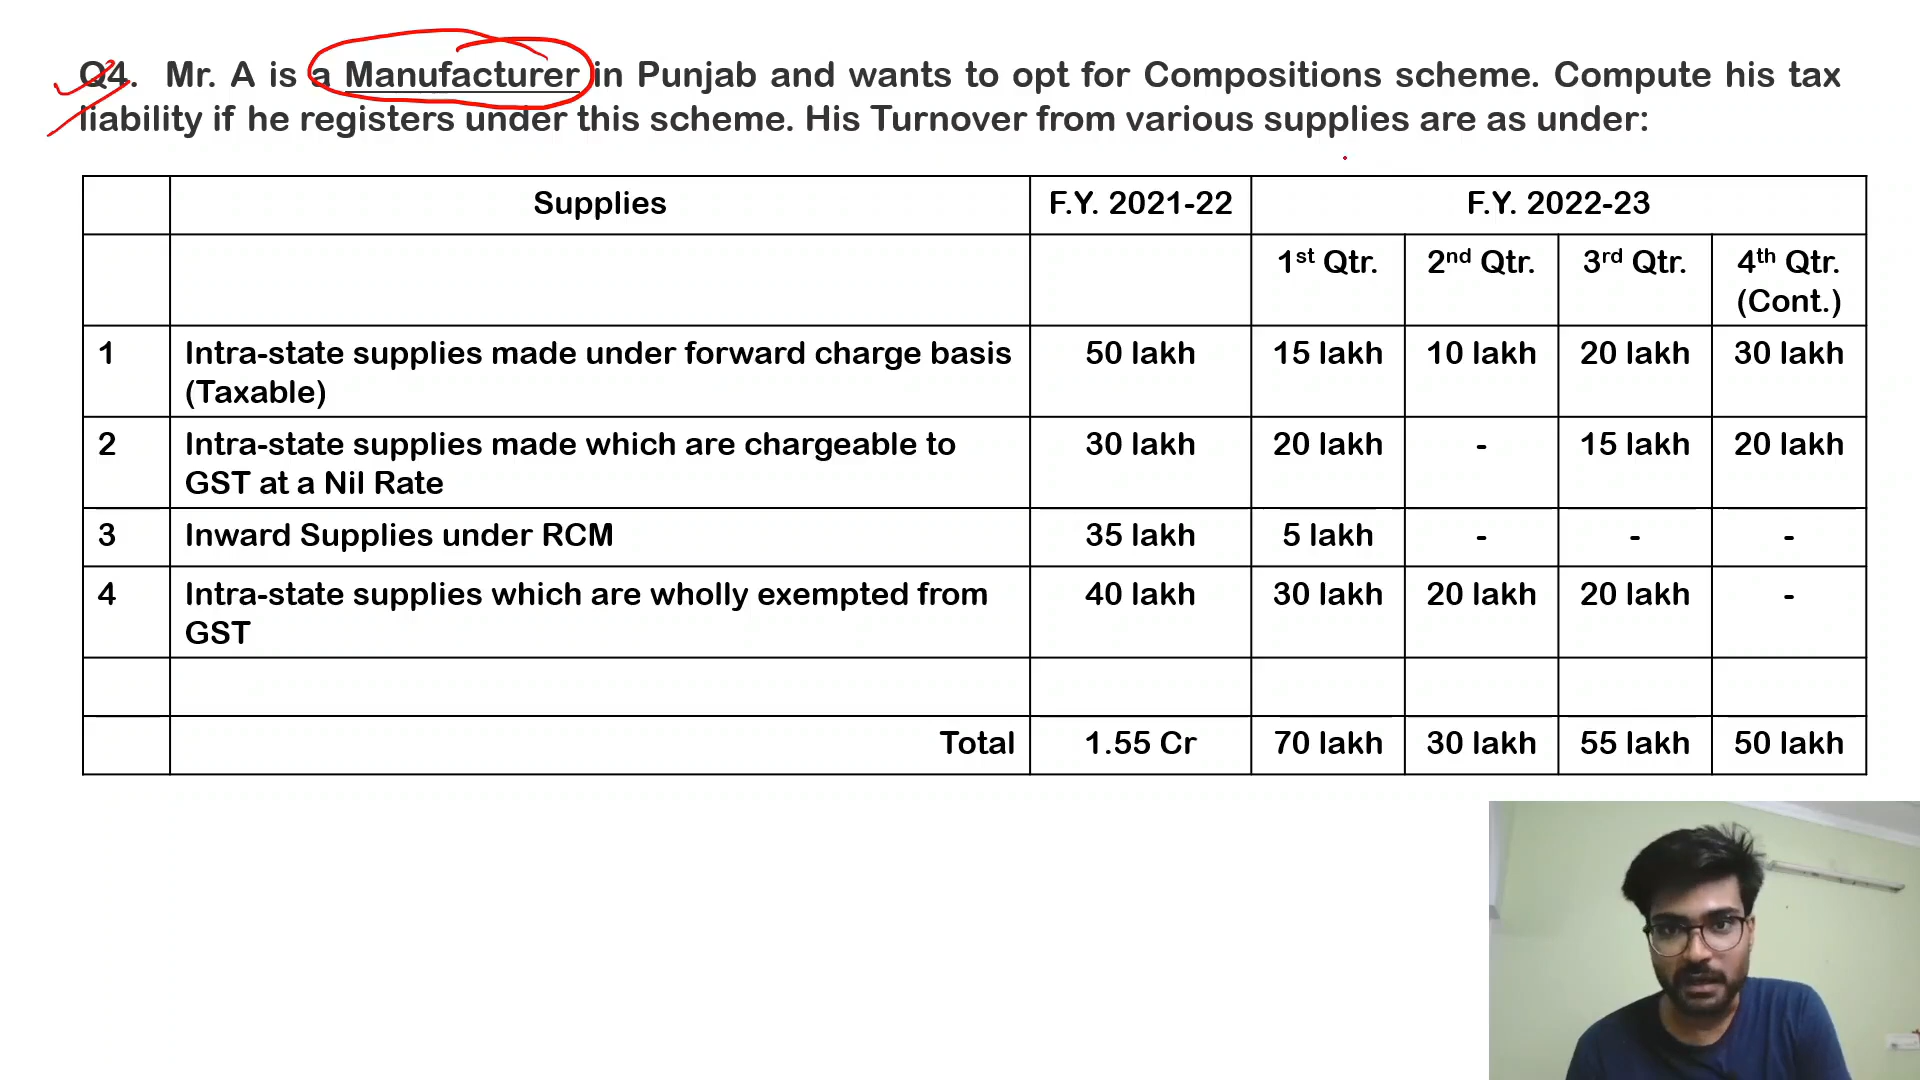 Q4. Mr. A is a Manufacturer in Punjab and wants to opt for Compositions scheme. Compute his tax
liability if he registers under this scheme. His Turnover from various supplies are as under:
Supplies F.Y. 2021-22 F.Y. 2022-23
1st Qtr. 2nd Qtr. 3rd Qtr. 4th Qtr.
(Cont.)
1 Intra-state supplies made under forward charge basis 50 lakh 15 lakh 10 lakh 20 lakh 30 lakh
(Taxable)
2 Intra-state supplies made which are chargeable to 30 lakh 20 lakh - 15 lakh 20 lakh
GST at a Nil Rate
3 Inward Supplies under RCM 35 lakh 5 lakh - - -
4 Intra-state supplies which are wholly exempted from 40 lakh 30 lakh 20 lakh 20 lakh -
GST
Total 1.55 Cr 70 lakh 30 lakh 55 lakh 50 lakh